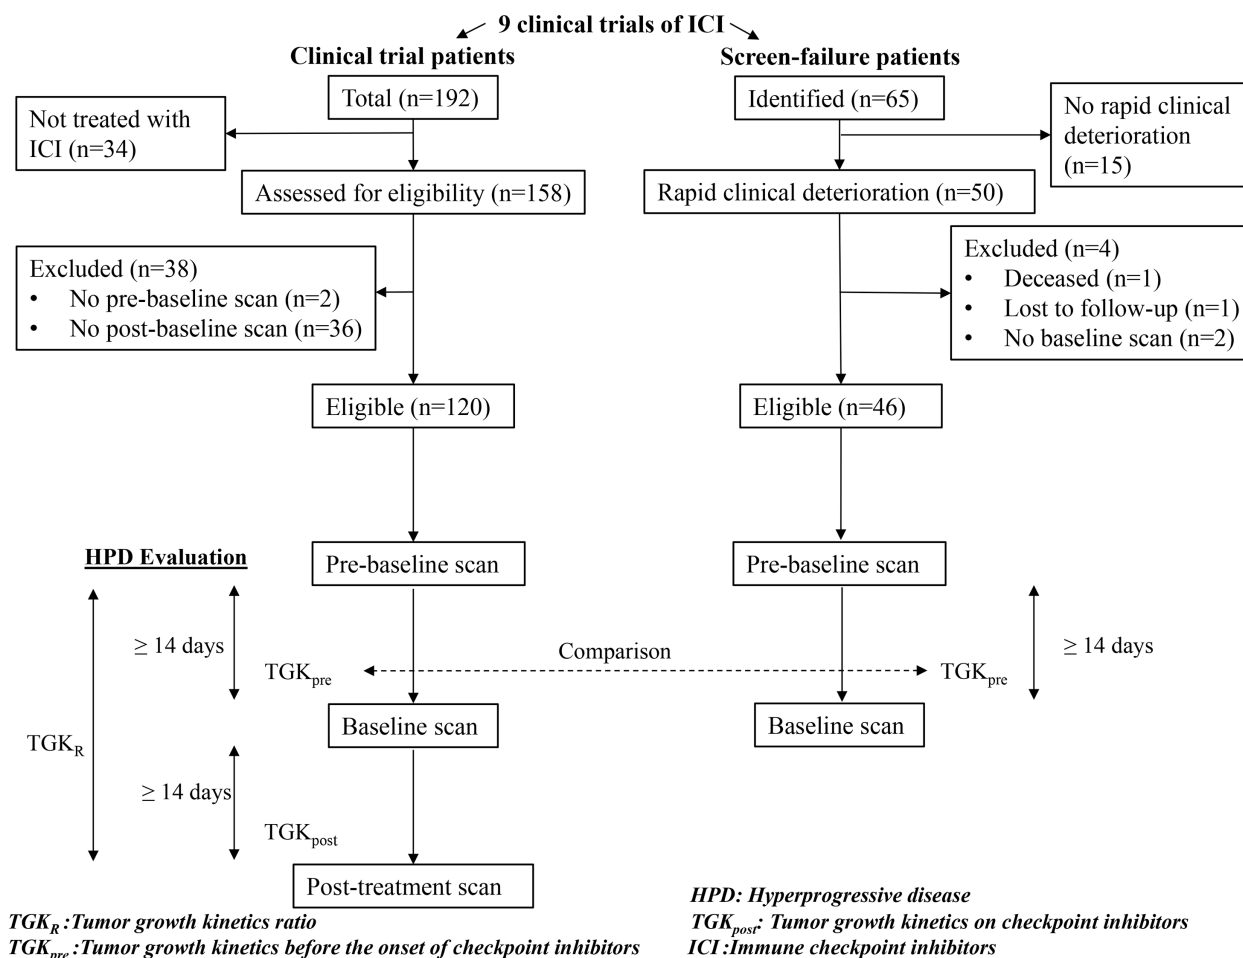 9 clinical trials of ICI
Clinical trial patients
Screen-failure patients
Total (n=192)
Identified (n=65)
Not treated with
ICI (n=34)
No rapid clinical
deterioration
(n=15)
Assessed for eligibility (n=158)
Rapid clinical deterioration (n=50)
Excluded (n=38)
• No pre-baseline scan (n=2)
• No post-baseline scan (n=36)
Excluded (n=4)
• Deceased (n=1)
• Lost to follow-up (n=1)
• No baseline scan (n=2)
Eligible (n=120)
Eligible (n=46)
HPD Evaluation
Pre-baseline scan
Pre-baseline scan
≥ 14 days
≥ 14 days
Comparison
TGKpre
TGKpre
Baseline scan
Baseline scan
TGKR
≥ 14 days
TGKpost
Post-treatment scan
TGKR :Tumor growth kinetics ratio
TGKpre:Tumor growth kinetics before the onset of checkpoint inhibitors
HPD: Hyperprogressive disease
TGKpost: Tumor growth kinetics on checkpoint inhibitors
ICI :Immune checkpoint inhibitors